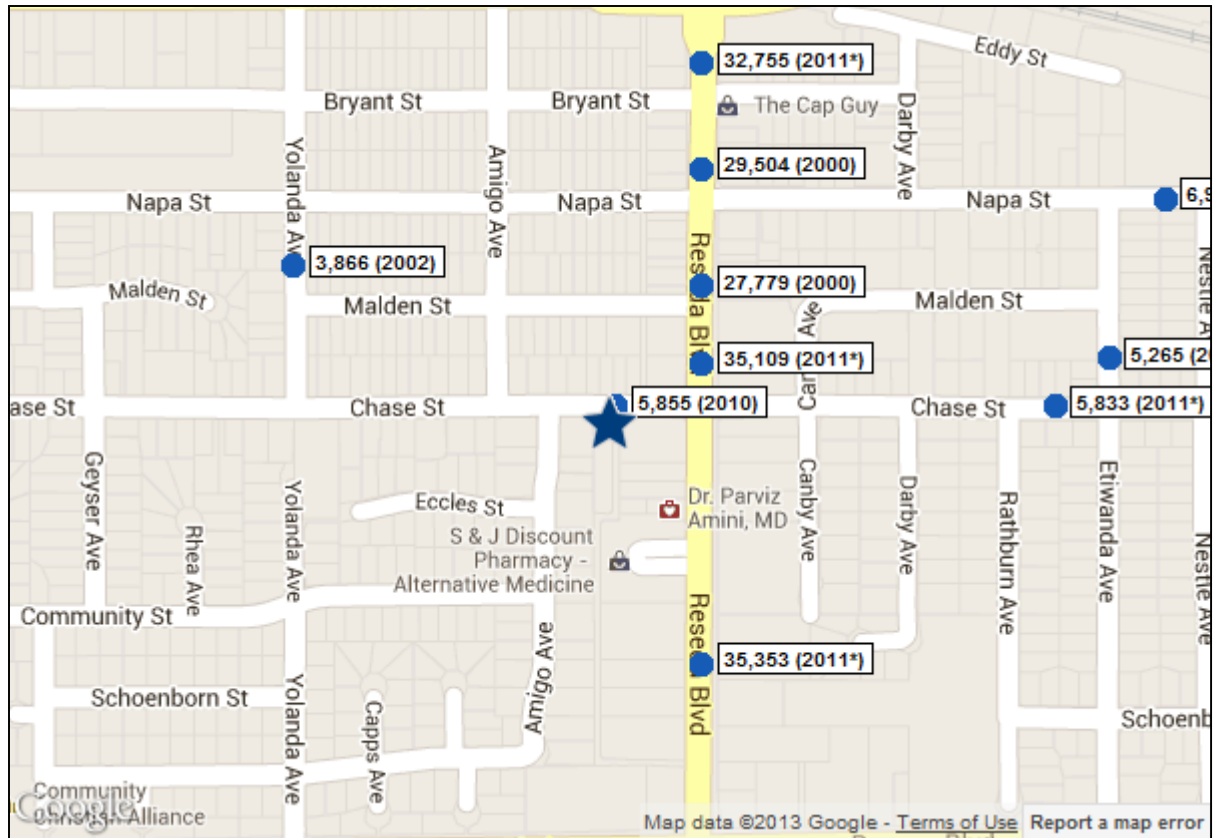 Eddy St
32,755 (2011*)
Bryant St
Bryant St
The Cap Guy
Darby Ave
Yolanda Ave
Amigo Ave
29,504 (2000)
Napa St
Napa St
Napa St
3,866 (2002)
Reseda Blvd
27,779 (2000)
Malden St
Malden St
Malden St
35,109 (2011*)
Chase St
5,855 (2010)
Chase St
5,833 (2011*)
Geyser Ave
Rhea Ave
Yolanda Ave
Eccles St
S & J Discount
Pharmacy -
Alternative Medicine
Dr. Parviz
Amini, MD
Canby Ave
Darby Ave
Rathburn Ave
Etiwanda Ave
Community St
Amigo Ave
35,353 (2011*)
Reseda Blvd
Schoenborn St
Yolanda Ave
Capps Ave
Schoenb
Community
Christian Alliance
Google
Map data ©2013 Google - Terms of Use
Report a map error